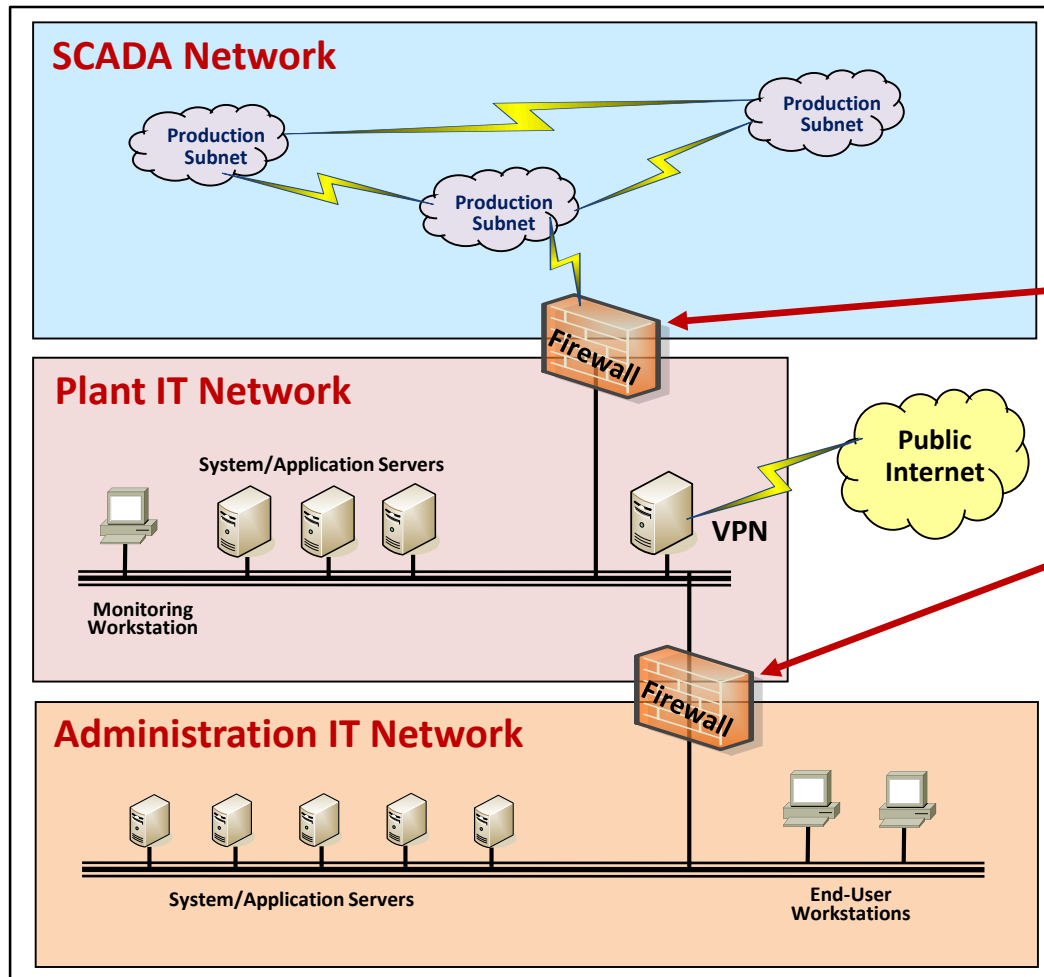 SCADA Network
Production
Subnet
Production
Subnet
Production
Subnet
Firewall
Plant IT Network
System/Application Servers
Public
Internet
VPN
Monitoring
Workstation
Firewall
Administration IT Network
System/Application Servers
End-User
Workstations